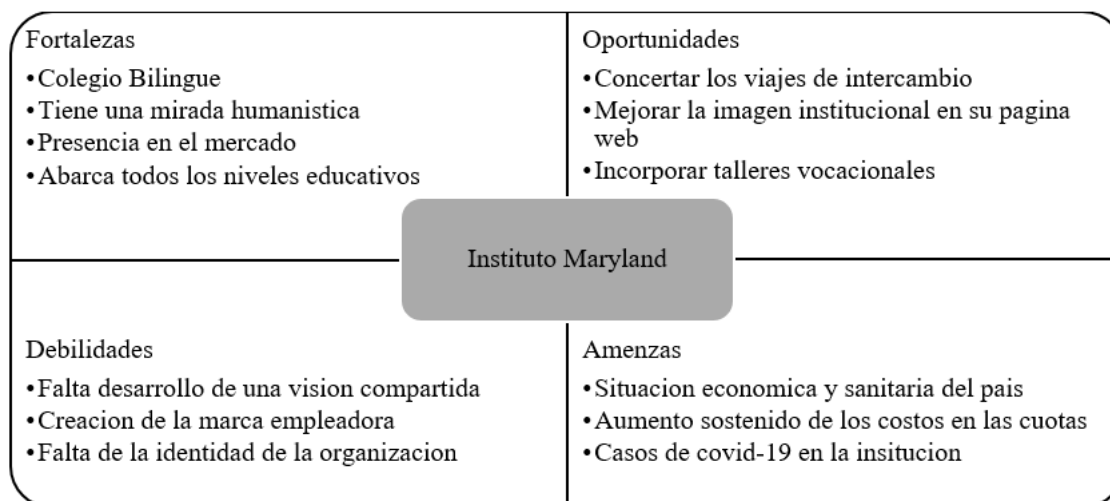 Fortalezas
•Colegio Bilingue
•Tiene una mirada humanistica
•Presencia en el mercado
•Abarca todos los niveles educativos
Oportunidades
•Concertar los viajes de intercambio
•Mejorar la imagen institucional en su pagina
web
•Incorporar talleres vocacionales
Instituto Maryland
Debilidades
•Falta desarrollo de una vision compartida
•Creacion de la marca empleadora
•Falta de la identidad de la organizacion
Amenzas
•Situacion economica y sanitaria del pais
•Aumento sostenido de los costos en las cuotas
•Casos de covid-19 en la insitucion